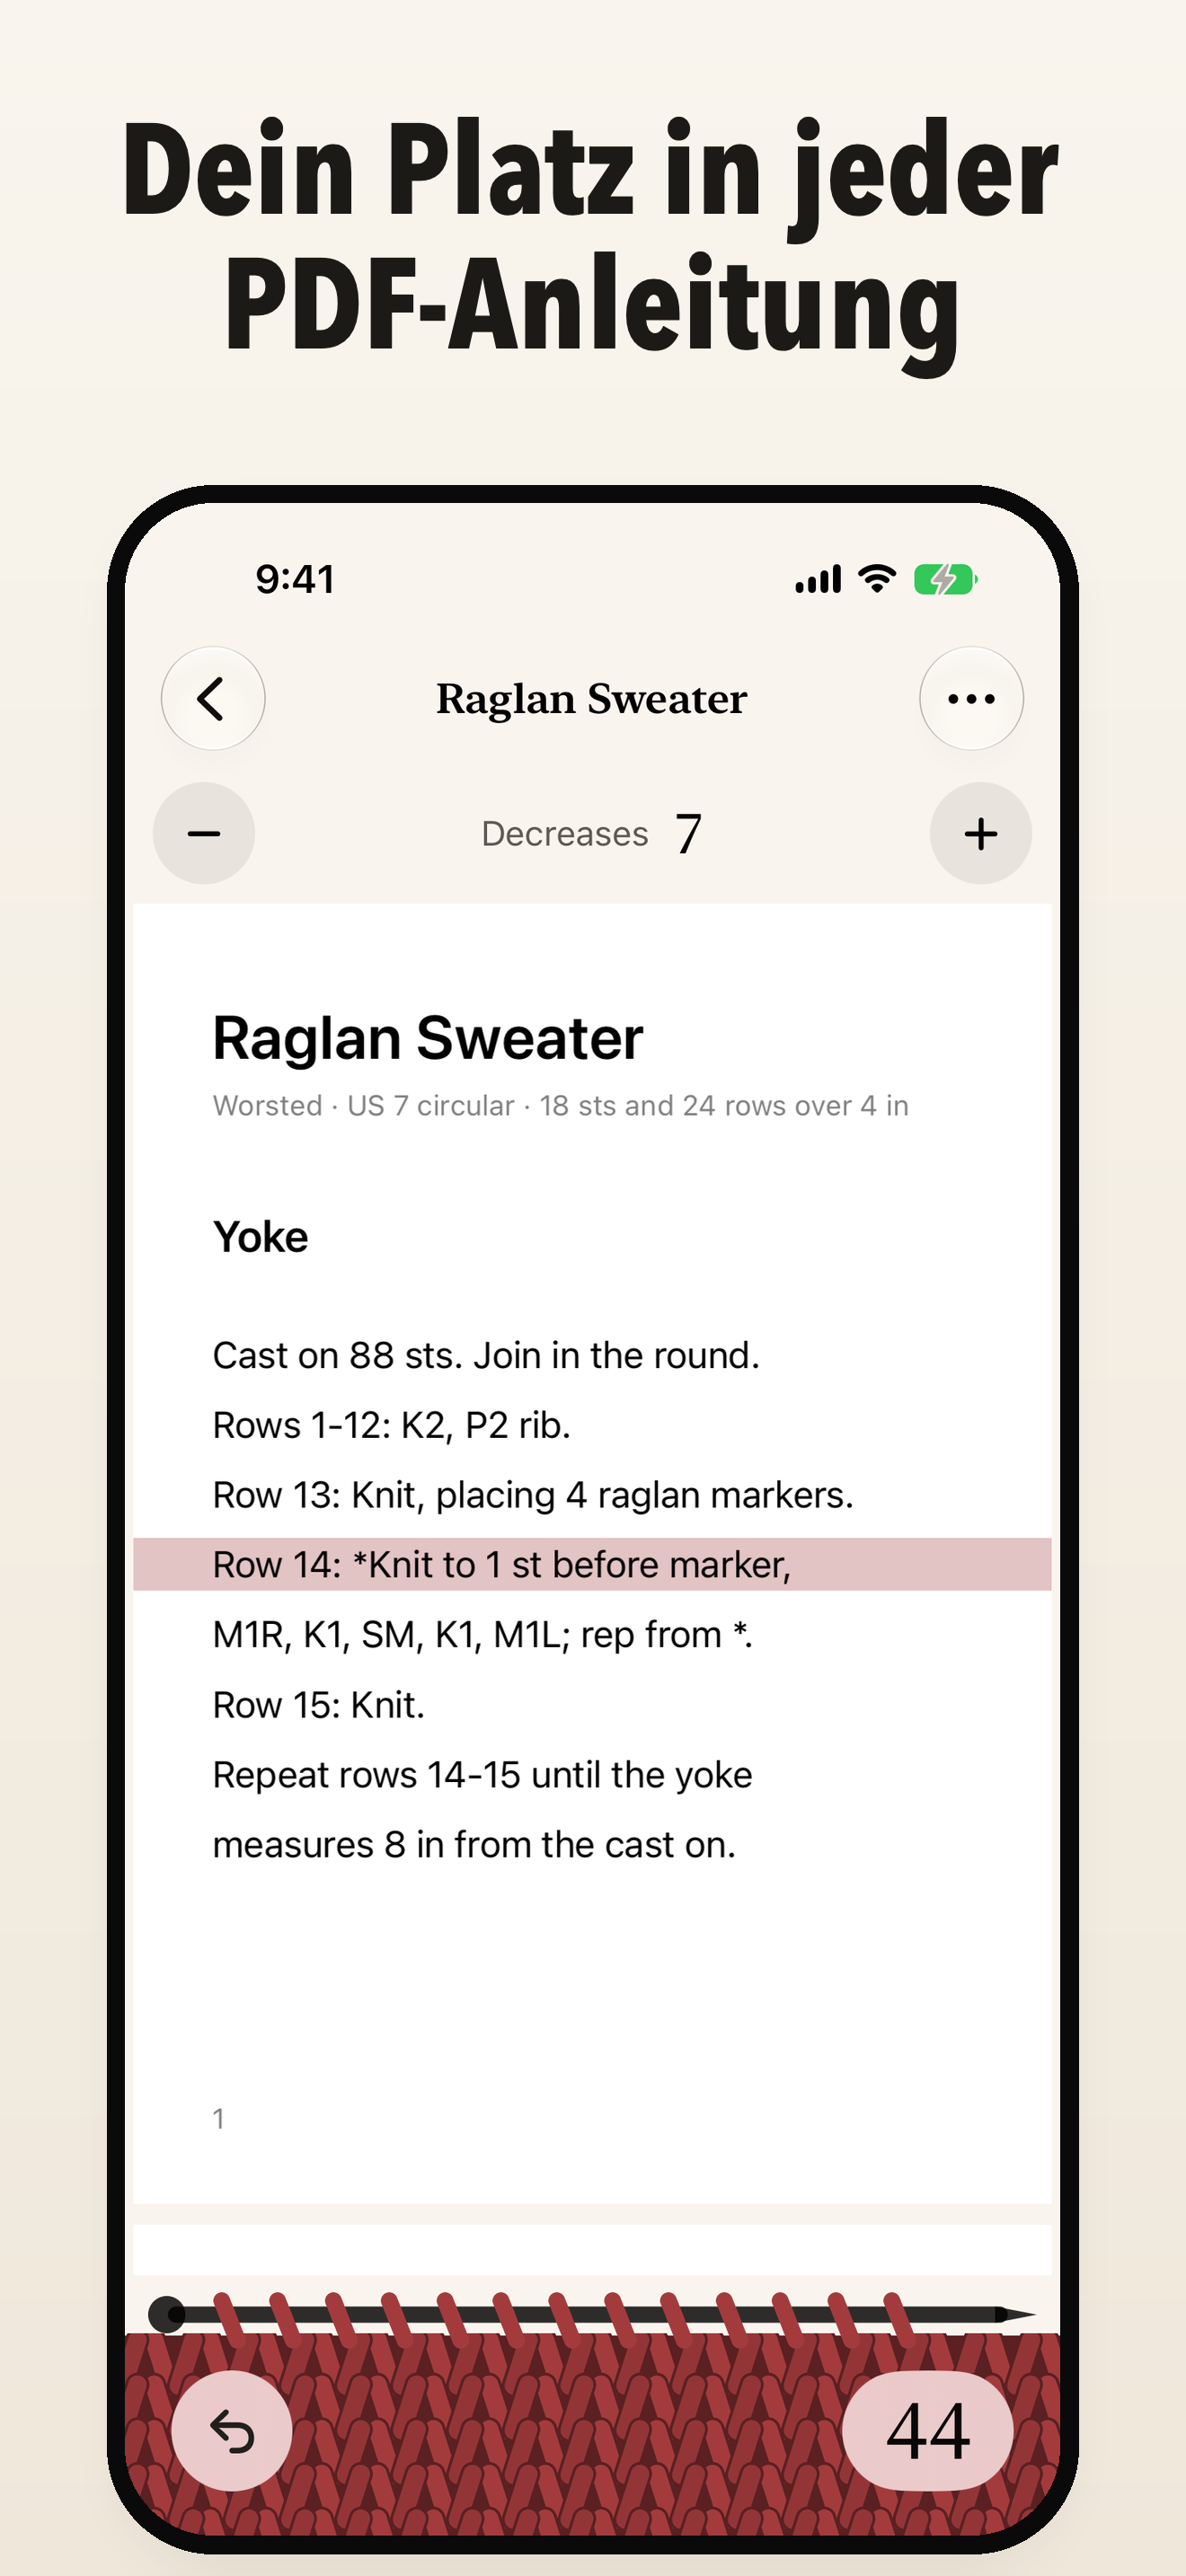 Dein Platz in jeder
PDF-Anleitung
9:41
Raglan Sweater
Decreases 7
Raglan Sweater
Worsted · US 7 circular · 18 sts and 24 rows over 4 in
Yoke
Cast on 88 sts. Join in the round.
Rows 1-12: K2, P2 rib.
Row 13: Knit, placing 4 raglan markers.
Row 14: *Knit to 1 st before marker,
M1R, K1, SM, K1, M1L; rep from *.
Row 15: Knit.
Repeat rows 14-15 until the yoke
measures 8 in from the cast on.
1
44